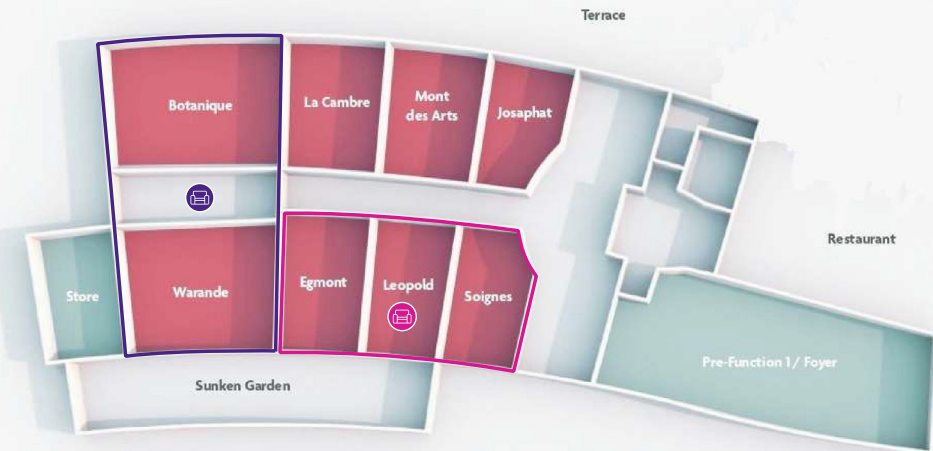 Terrace
Botanique
La Cambre
Mont
des Arts
Josaphat
Restaurant
Store
Warande
Egmont
Leopold
Soignes
Pre-Function 1 / Foyer
Sunken Garden